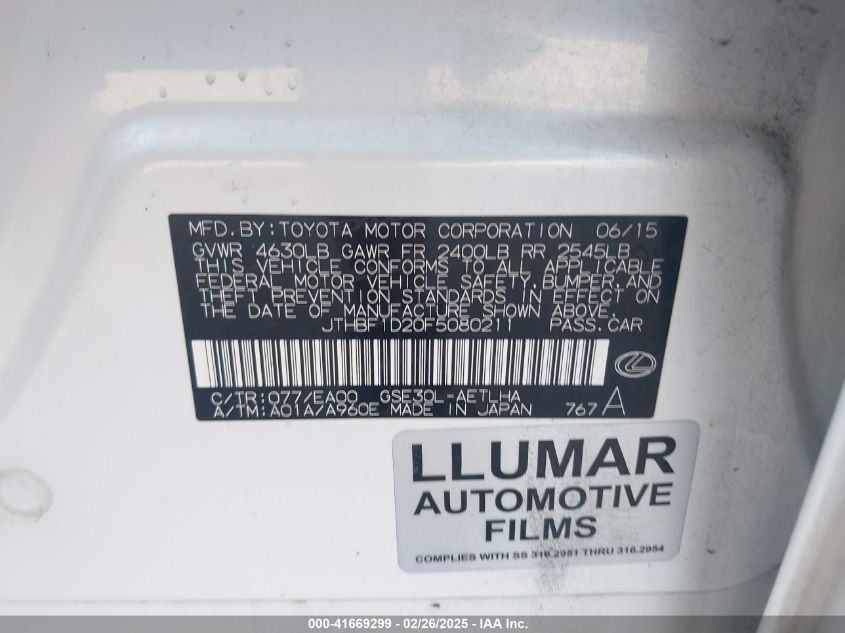 MFD.BY:TOYOTA MOTOR CORPORATION 06/15
GVWR 4630LB GAWR FR 2400LB RR 2545LB
THIS VEHICLE CONFORMS TO ALL APPLICABLE
FEDERAL MOTOR VEHICLE SAFETY,BUMPER,AND
THEFT PREVENTION STANDARDS IN EFFECT ON
THE DATE OF MANUFACTURE SHOWN ABOVE.
JTHBF1D20F5080211 PASS.CAR
C/TR:077/EA00 GSE30L-AETLHA
A/TM:A01A/A960E MADE IN JAPAN 767A
LLUMAR
AUTOMOTIVE
FILMS
COMPLIES WITH SS 316.2951 THRU 316.2954
000-41669299 - 02/26/2025 - IAA Inc.